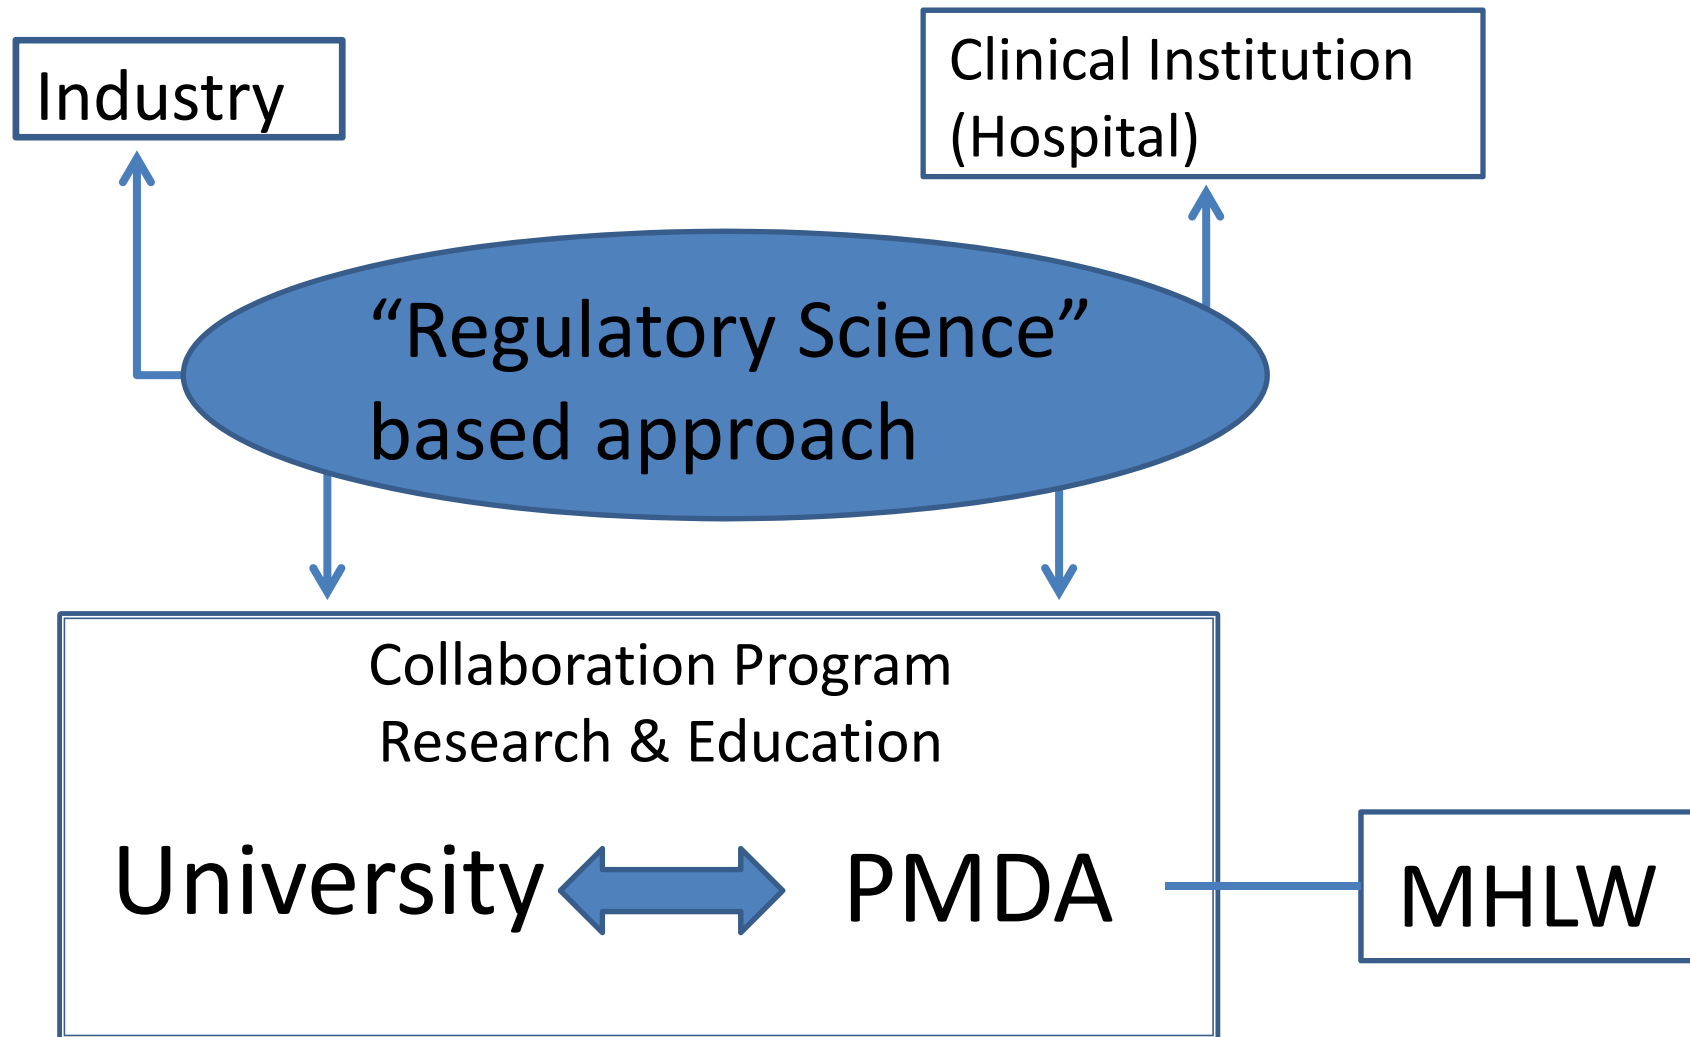 Industry
Clinical Institution
(Hospital)
“Regulatory Science”
based approach
Collaboration Program
Research & Education
University
PMDA
MHLW